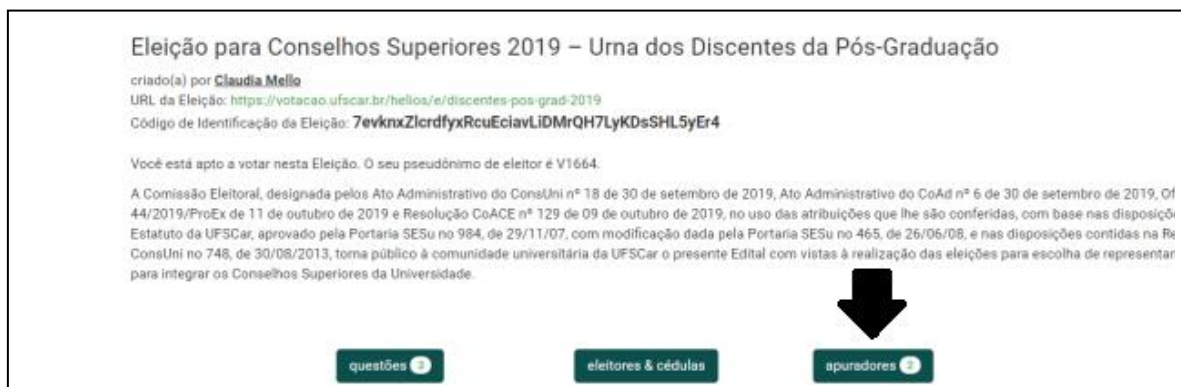 Eleição para Conselhos Superiores 2019 – Urna dos Discentes da Pós-Graduação
criado(a) por Claudia Mello
URL da Eleição: https://votacao.ufscar.br/helios/e/discentes-pos-grad-2019
Código de Identificação da Eleição: 7evknxZlcrdfyxRcuEciavLiDMrQH7LyKDsSHL5yEr4
Você está apto a votar nesta Eleição. O seu pseudônimo de eleitor é V1664.
A Comissão Eleitoral, designada pelos Ato Administrativo do ConsUni nº 18 de 30 de setembro de 2019, Ato Administrativo do CoAd nº 6 de 30 de setembro de 2019, Of
44/2019/ProEx de 11 de outubro de 2019 e Resolução CoACE nº 129 de 09 de outubro de 2019, no uso das atribuições que lhe são conferidas, com base nas disposiçõ
Estatuto da UFSCar, aprovado pela Portaria SESu no 984, de 29/11/07, com modificação dada pela Portaria SESu no 465, de 26/06/08, e nas disposições contidas na Re
ConsUni no 748, de 30/08/2013, torna público à comunidade universitária da UFSCar o presente Edital com vistas à realização das eleições para escolha de representan
para integrar os Conselhos Superiores da Universidade.
questões 3 eleitores & cédulas apuradores 2